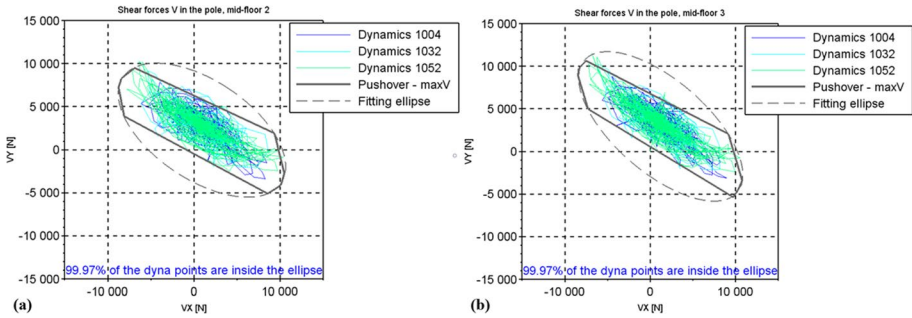 Shear forces V in the pole, mid-floor 2
15 000
10 000
5 000
0
-5 000
-10 000
-15 000
VY [N]
Dynamics 1004
Dynamics 1032
Dynamics 1052
Pushover - maxV
Fitting ellipse
99.97% of the dyna points are inside the ellipse
-10 000 0 10 000
VX [N]
(a)
Shear forces V in the pole, mid-floor 3
15 000
10 000
5 000
0
-5 000
-10 000
-15 000
VY [N]
Dynamics 1004
Dynamics 1032
Dynamics 1052
Pushover - maxV
Fitting ellipse
99.97% of the dyna points are inside the ellipse
-10 000 0 10 000
VX [N]
(b)